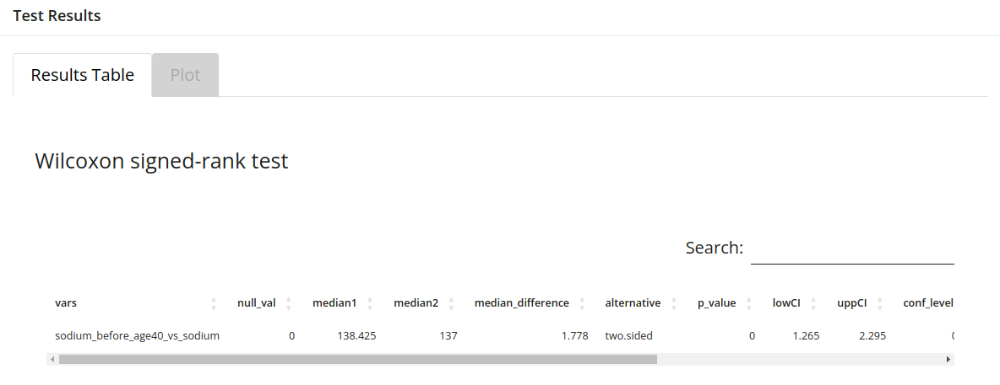 Test Results
Results Table Plot
Wilcoxon signed-rank test
Search:
vars null_val median1 median2 median_difference alternative p_value lowCI uppCI conf_level
sodium_before_age40_vs_sodium 0 138.425 137 1.778 two.sided 0 1.265 2.295